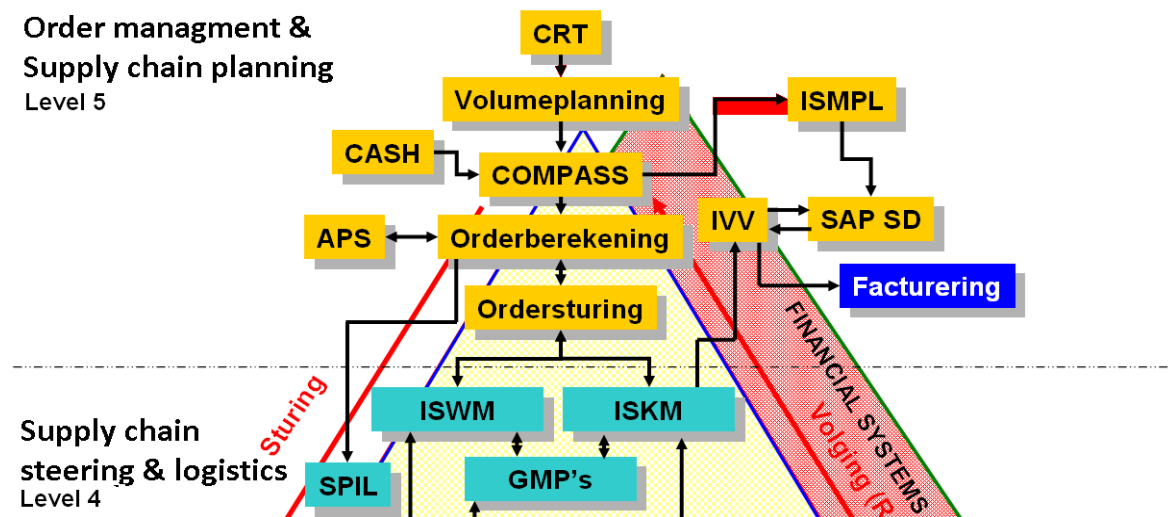 Order managment &
Supply chain planning
Level 5
CRT
Volumeplanning
ISMPL
CASH
COMPASS
IVV
SAP SD
APS
Orderberekening
Facturering
Ordersturing
FINANCIAL SYSTEMS
Volging (R
Sturing
ISWM
ISKM
Supply chain
steering & logistics
Level 4
SPIL
GMP's